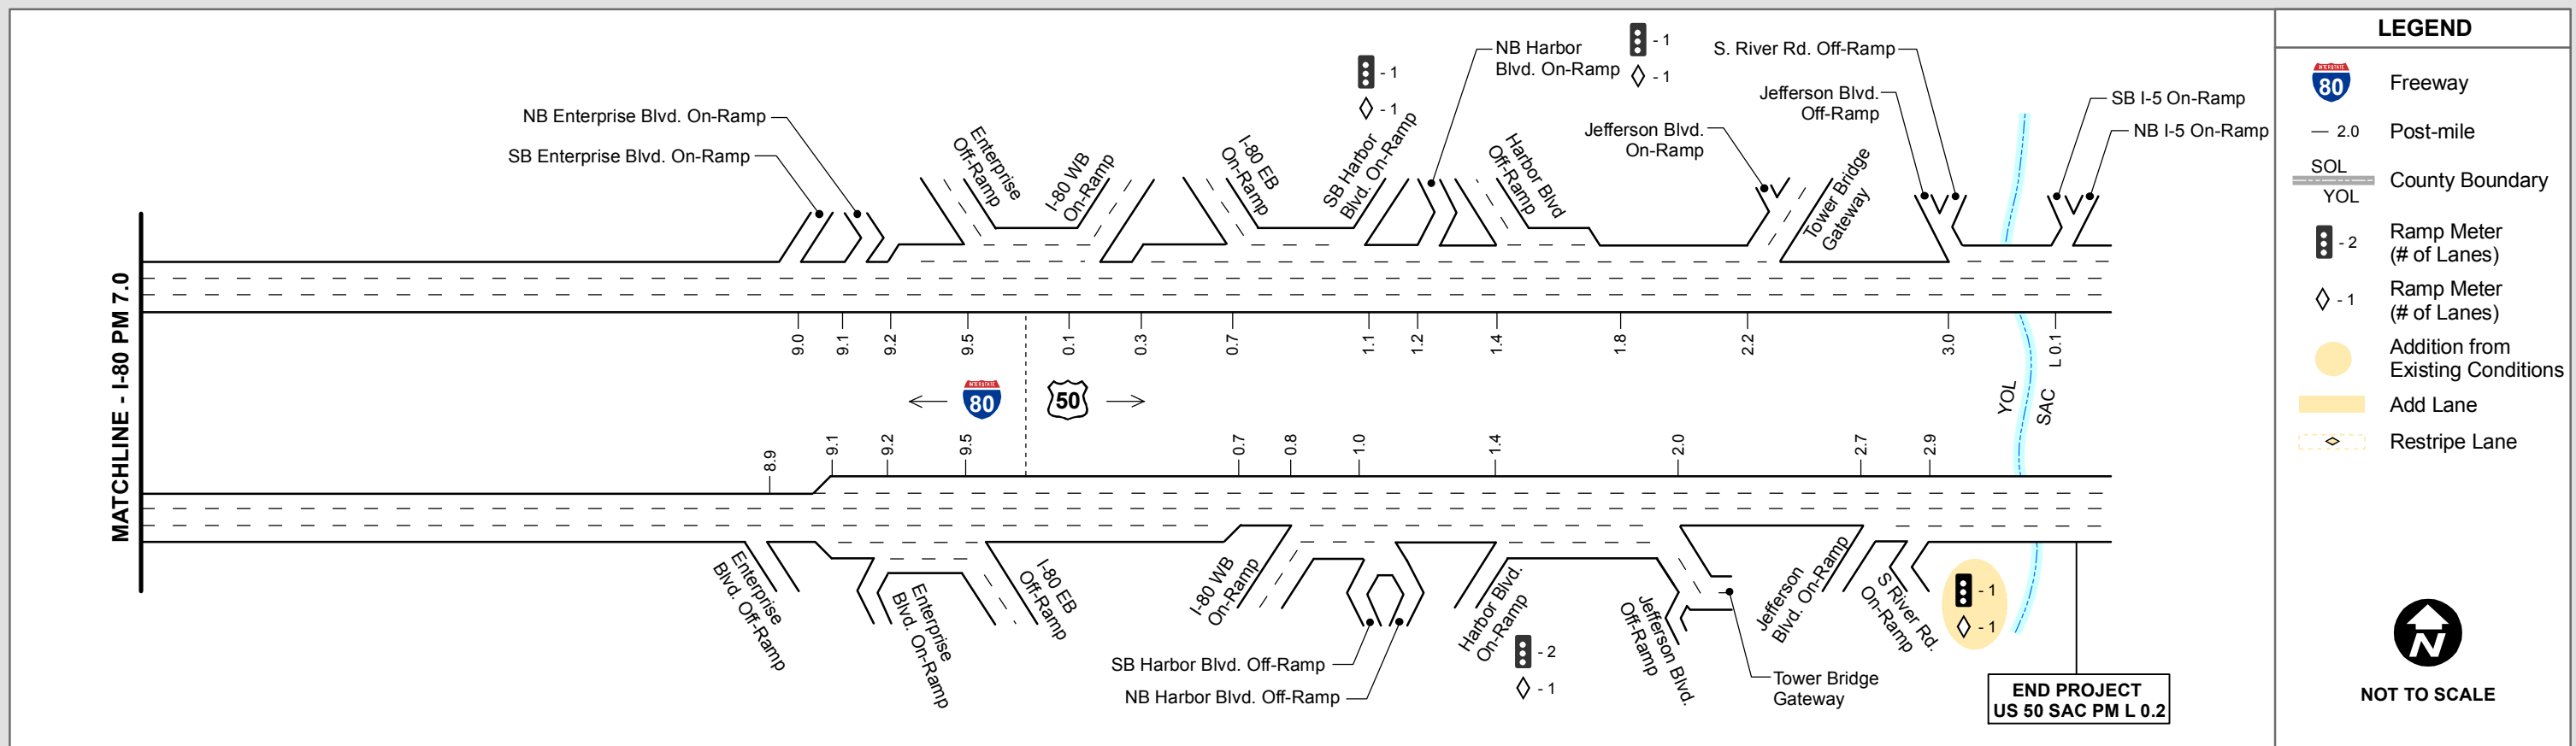 NB Enterprise Blvd. On-Ramp
SB Enterprise Blvd. On-Ramp
Enterprise
Off-Ramp
I-80 WB
On-Ramp
I-80 EB
On-Ramp
- 1
- 1
SB Harbor
Blvd. On-Ramp
NB Harbor
Blvd. On-Ramp
- 1
- 1
Harbor Blvd
Off-Ramp
Jefferson Blvd.
On-Ramp
Tower Bridge
Gateway
S. River Rd. Off-Ramp
Jefferson Blvd.
Off-Ramp
SB I-5 On-Ramp
NB I-5 On-Ramp
MATCHLINE - I-80 PM 7.0
9.0
9.1
9.2
9.5
0.1
0.3
0.7
1.1
1.2
1.4
1.8
2.2
3.0
L 0.1
INTERSTATE
80
50
YOL
SAC
8.9
9.1
9.2
9.5
0.7
0.8
1.0
1.4
2.0
2.7
2.9
Enterprise
Blvd. Off-Ramp
Enterprise
Blvd. On-Ramp
I-80 EB
Off-Ramp
I-80 WB
On-Ramp
SB Harbor Blvd. Off-Ramp
NB Harbor Blvd. Off-Ramp
Harbor Blvd.
On-Ramp
- 2
- 1
Jefferson Blvd.
Off-Ramp
Tower Bridge
Gateway
Jefferson
Blvd. On-Ramp
S River Rd.
On-Ramp
- 1
- 1
END PROJECT
US 50 SAC PM L 0.2
LEGEND
INTERSTATE
80
Freeway
2.0
Post-mile
SOL
YOL
County Boundary
- 2
Ramp Meter
(# of Lanes)
- 1
Ramp Meter
(# of Lanes)
Addition from
Existing Conditions
Add Lane
Restripe Lane
N
NOT TO SCALE